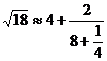 √18 ≈ 4 + 2/(8 + 1/4)